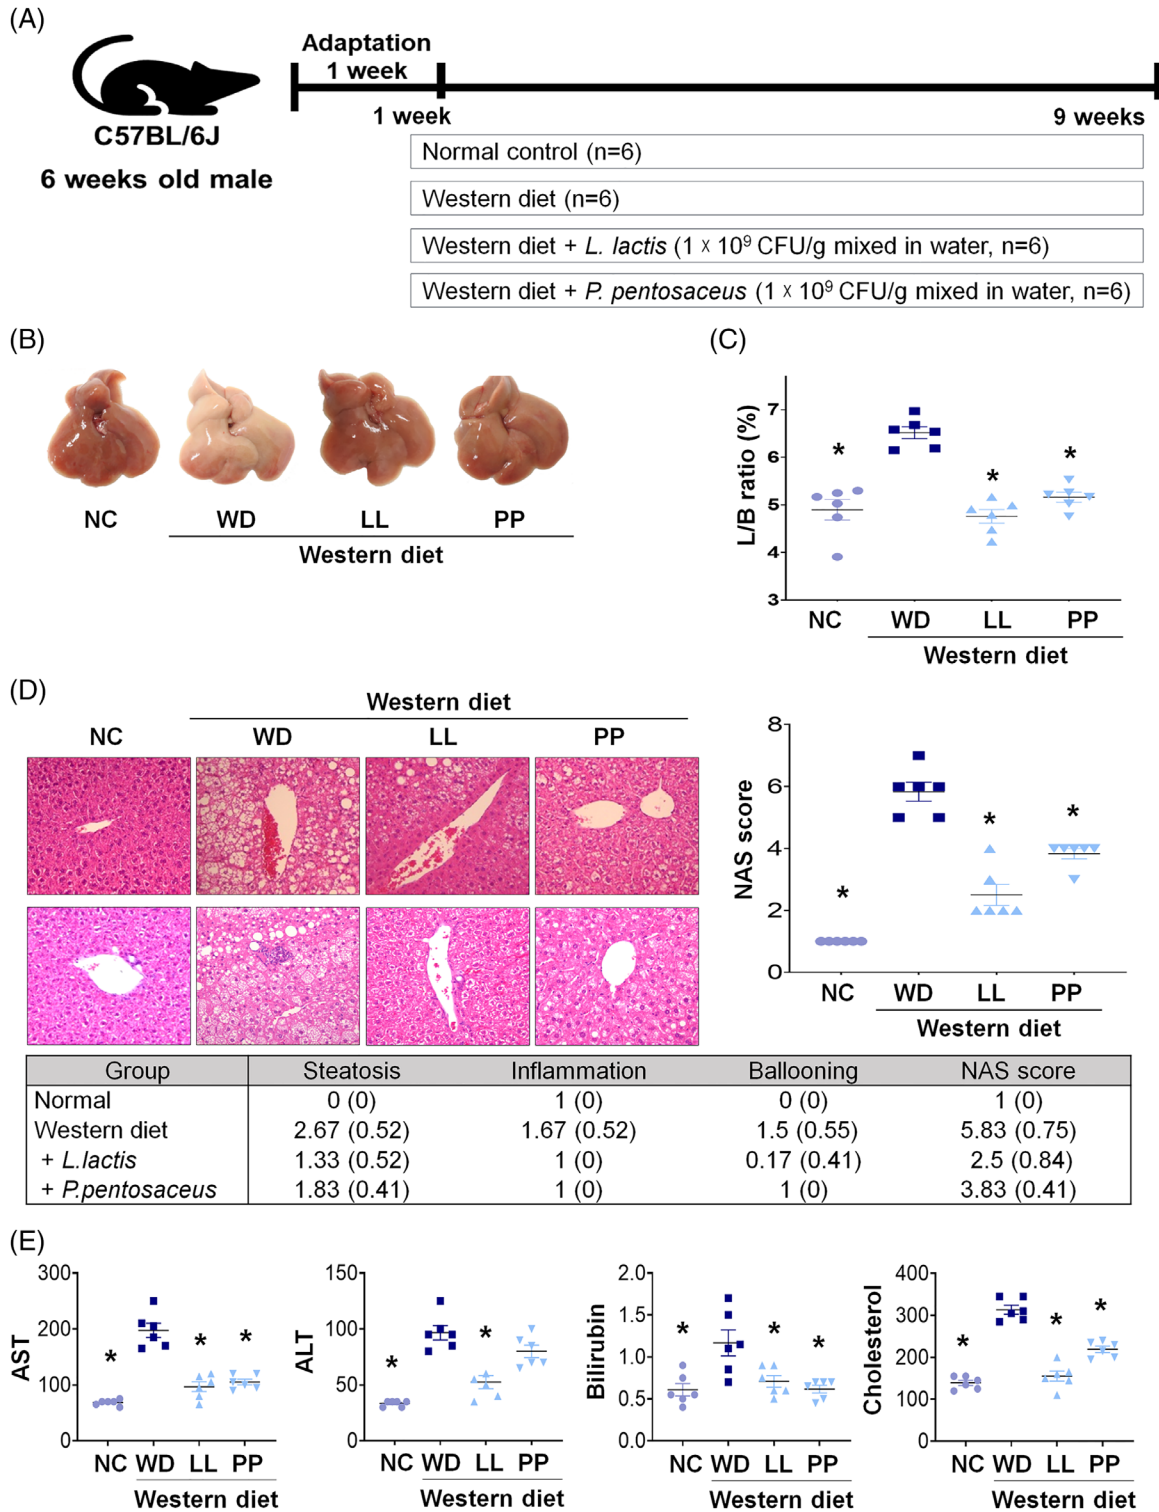 (A)
Adaptation
1 week
C57BL/6J
6 weeks old male
1 week
9 weeks
Normal control (n=6)
Western diet (n=6)
Western diet + L. lactis (1 x 10⁹ CFU/g mixed in water, n=6)
Western diet + P. pentosaceus (1 x 10⁹ CFU/g mixed in water, n=6)
(B)
NC WD LL PP
Western diet
(C)
L/B ratio (%)
7
6
5
4
3
* * *
NC WD LL PP
Western diet
(D)
Western diet
NC WD LL PP
NAS score
8
6
4
2
0
* * *
NC WD LL PP
Western diet
Group Steatosis Inflammation Ballooning NAS score
Normal 0 (0) 1 (0) 0 (0) 1 (0)
Western diet 2.67 (0.52) 1.67 (0.52) 1.5 (0.55) 5.83 (0.75)
+ L.lactis 1.33 (0.52) 1 (0) 0.17 (0.41) 2.5 (0.84)
+ P.pentosaceus 1.83 (0.41) 1 (0) 1 (0) 3.83 (0.41)
(E)
AST
300
200
100
0
* * *
NC WD LL PP
Western diet
ALT
150
100
50
0
* *
NC WD LL PP
Western diet
Bilirubin
2.0
1.5
1.0
0.5
0.0
* * *
NC WD LL PP
Western diet
Cholesterol
400
300
200
100
0
* * *
NC WD LL PP
Western diet